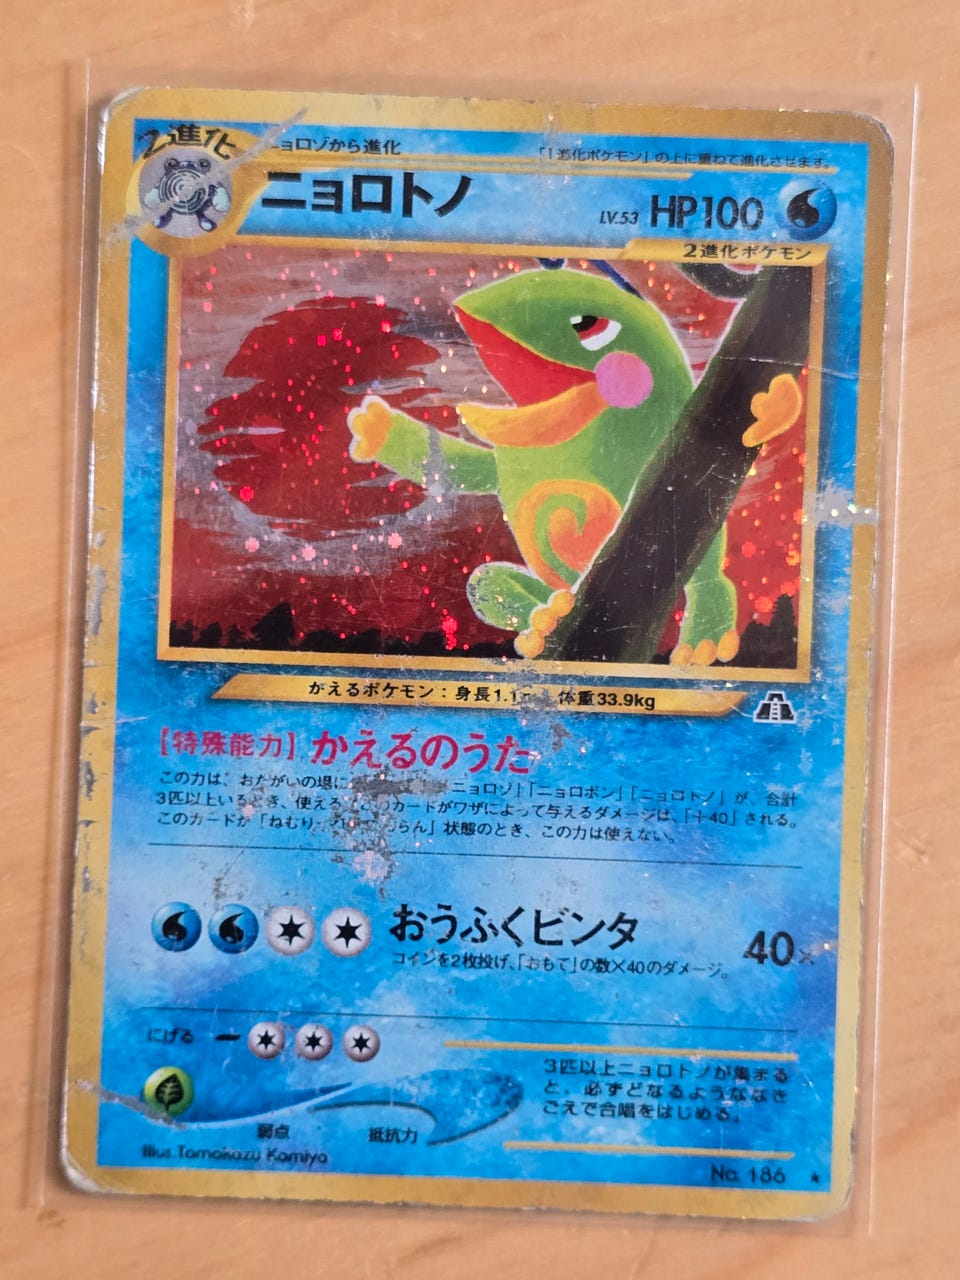 2進化
ニョロゾから進化
「1進化ポケモン」の上に重ねて進化させます。
ニョロトノ
LV.53 HP100
2進化ポケモン
かえるポケモン：身長1.1 体重33.9kg
【特殊能力】かえるのうた
この力は、おたがいの場に ニョロゾ」「ニョロボン」「ニョロトノ」が、合計
3匹以上いるとき、使える。このカードがワザによって与えるダメージは、「＋40」される。
このカードが「ねむり らん」状態のとき、この力は使えない。
おうふくビンタ 40×
コインを2枚投げ、「おもて」の数×40のダメージ。
にげる
3匹以上ニョロトノが集まる
と、必ずどなるようななき
ごえで合唱をはじめる。
弱点 抵抗力
Illus.Tomokazu Komiya
No. 186 ★